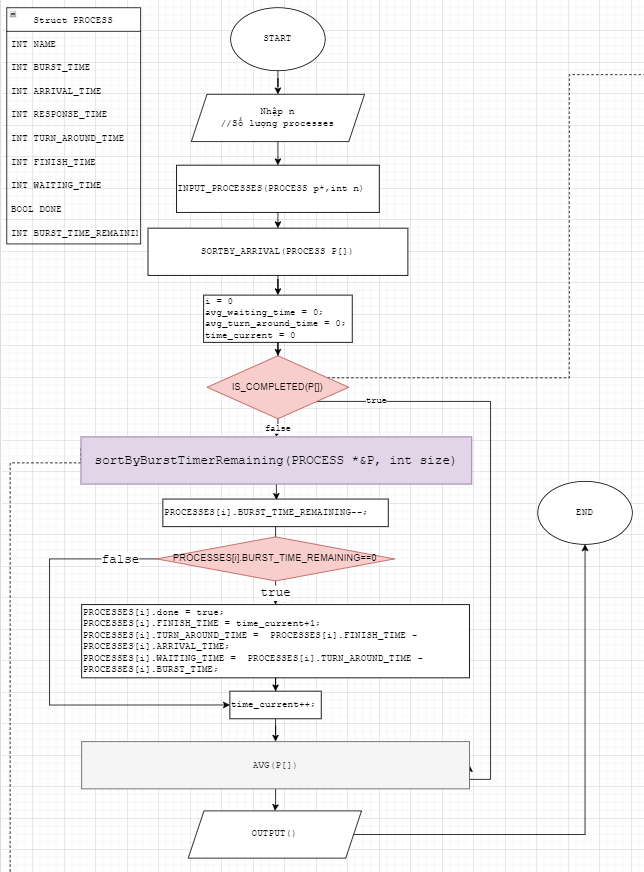 Struct PROCESS
INT NAME
INT BURST_TIME
INT ARRIVAL_TIME
INT RESPONSE_TIME
INT TURN_AROUND_TIME
INT FINISH_TIME
INT WAITING_TIME
BOOL DONE
INT BURST_TIME_REMAINI
START
Nhập n
//Số lượng processes
INPUT_PROCESSES(PROCESS p*,int n)
SORTBY_ARRIVAL(PROCESS P[])
i = 0
avg_waiting_time = 0;
avg_turn_around_time = 0;
time_current = 0
IS_COMPLETED(P[])
true
false
sortByBurstTimerRemaining(PROCESS *&P, int size)
PROCESSES[i].BURST_TIME_REMAINING--;
END
false
PROCESSES[i].BURST_TIME_REMAINING==0
true
PROCESSES[i].done = true;
PROCESSES[i].FINISH_TIME = time_current+1;
PROCESSES[i].TURN_AROUND_TIME = PROCESSES[i].FINISH_TIME -
PROCESSES[i].ARRIVAL_TIME;
PROCESSES[i].WAITING_TIME = PROCESSES[i].TURN_AROUND_TIME -
PROCESSES[i].BURST_TIME;
time_current++;
AVG(P[])
OUTPUT()